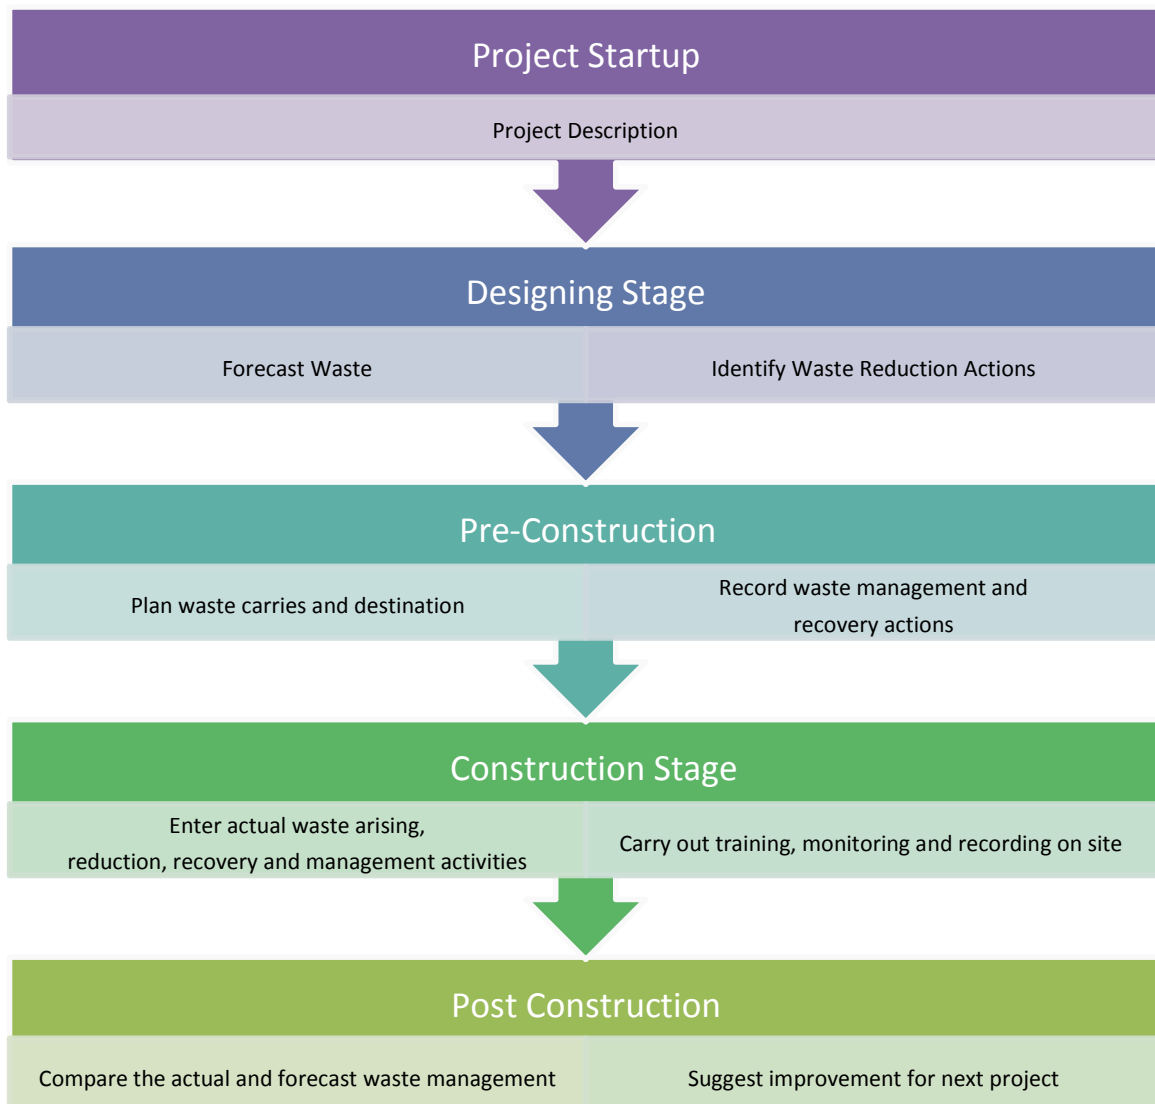 Project Startup
Project Description
Designing Stage
Forecast Waste
Identify Waste Reduction Actions
Pre-Construction
Plan waste carries and destination
Record waste management and
recovery actions
Construction Stage
Enter actual waste arising,
reduction, recovery and management activities
Carry out training, monitoring and recording on site
Post Construction
Compare the actual and forecast waste management
Suggest improvement for next project